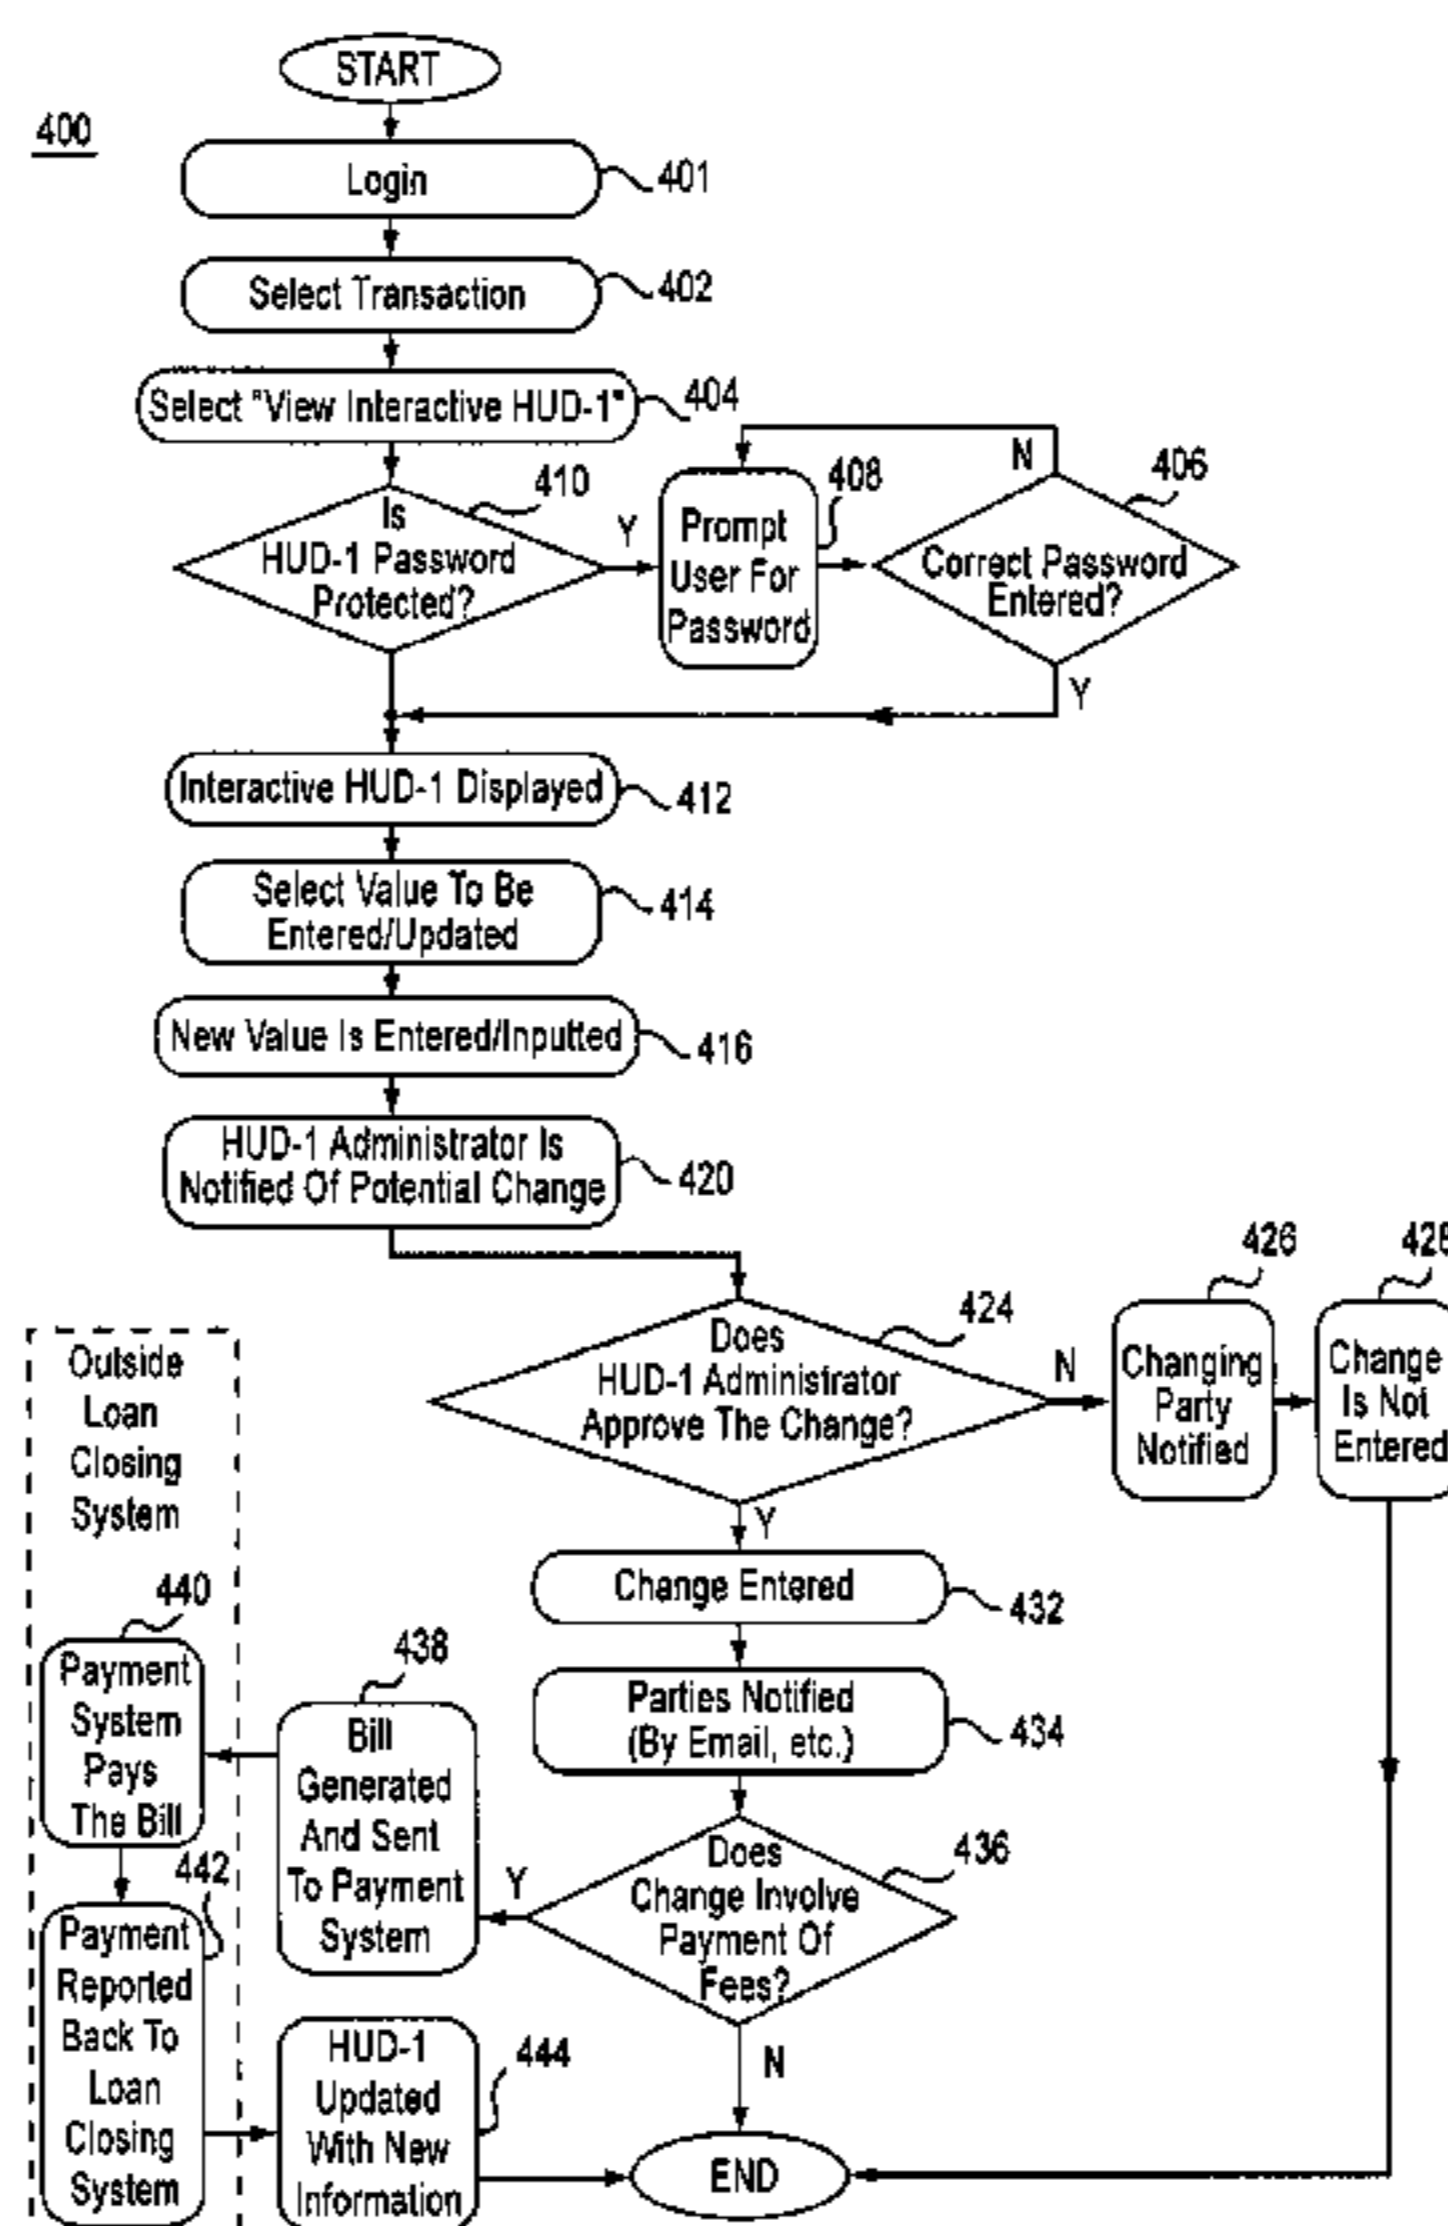 START
400
Login
401
Select Transaction
402
Select "View Interactive HUD-1"
404
Is
HUD-1 Password
Protected?
410
Y
Prompt
User For
Password
408
N
406
Correct Password
Entered?
Y
Interactive HUD-1 Displayed
412
Select Value To Be
Entered/Updated
414
New Value Is Entered/Inputted
416
HUD-1 Administrator Is
Notified Of Potential Change
420
Does
HUD-1 Administrator
Approve The Change?
424
N
426
Changing
Party
Notified
428
Change
Is Not
Entered
Y
Change Entered
432
Parties Notified
(By Email, etc.)
434
Does
Change Involve
Payment Of
Fees?
436
Y
438
Bill
Generated
And Sent
To Payment
System
Outside
Loan
Closing
System
440
Payment
System
Pays
The Bill
442
Payment
Reported
Back To
Loan
Closing
System
HUD-1
Updated
With New
Information
444
N
END